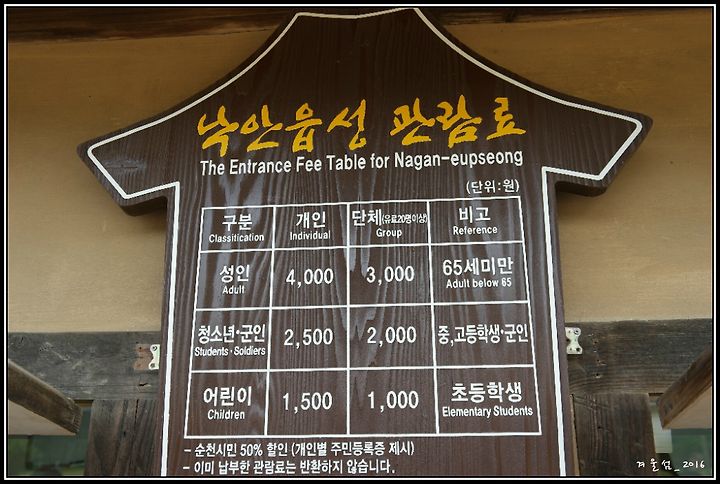 낙안읍성 관람료
The Entrance Fee Table for Nagan-eupseong
(단위:원)
구분 개인 단체(유료20명이상) 비고
Classitication Individual Group Reference
성인 4,000 3,000 65세미만
Adult Adult below 65
청소년·군인 2,500 2,000 중,고등학생·군인
Students·Soldiers
어린이 1,500 1,000 초등학생
Children Elementary Students
- 순천시민 50% 할인 (개인별 주민등록증 제시)
- 이미 납부한 관람료는 반환하지 않습니다.
겨울섬_2016